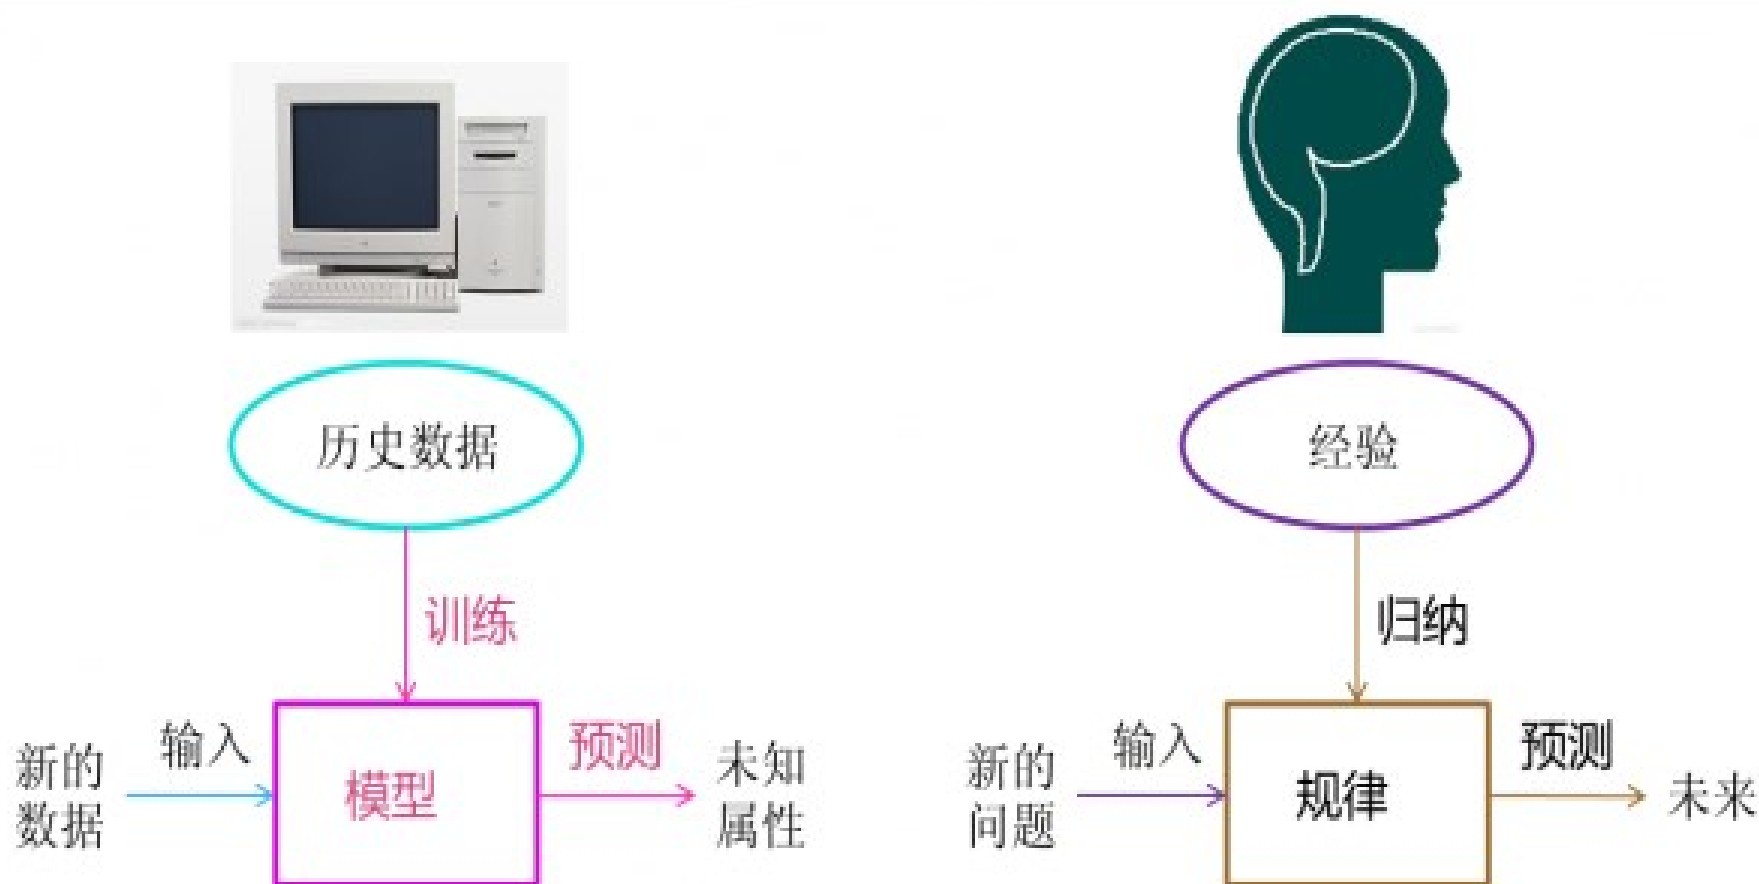 历史数据
训练
新的
数据
输入
模型
预测
未知
属性
经验
归纳
新的
问题
输入
规律
预测
未来